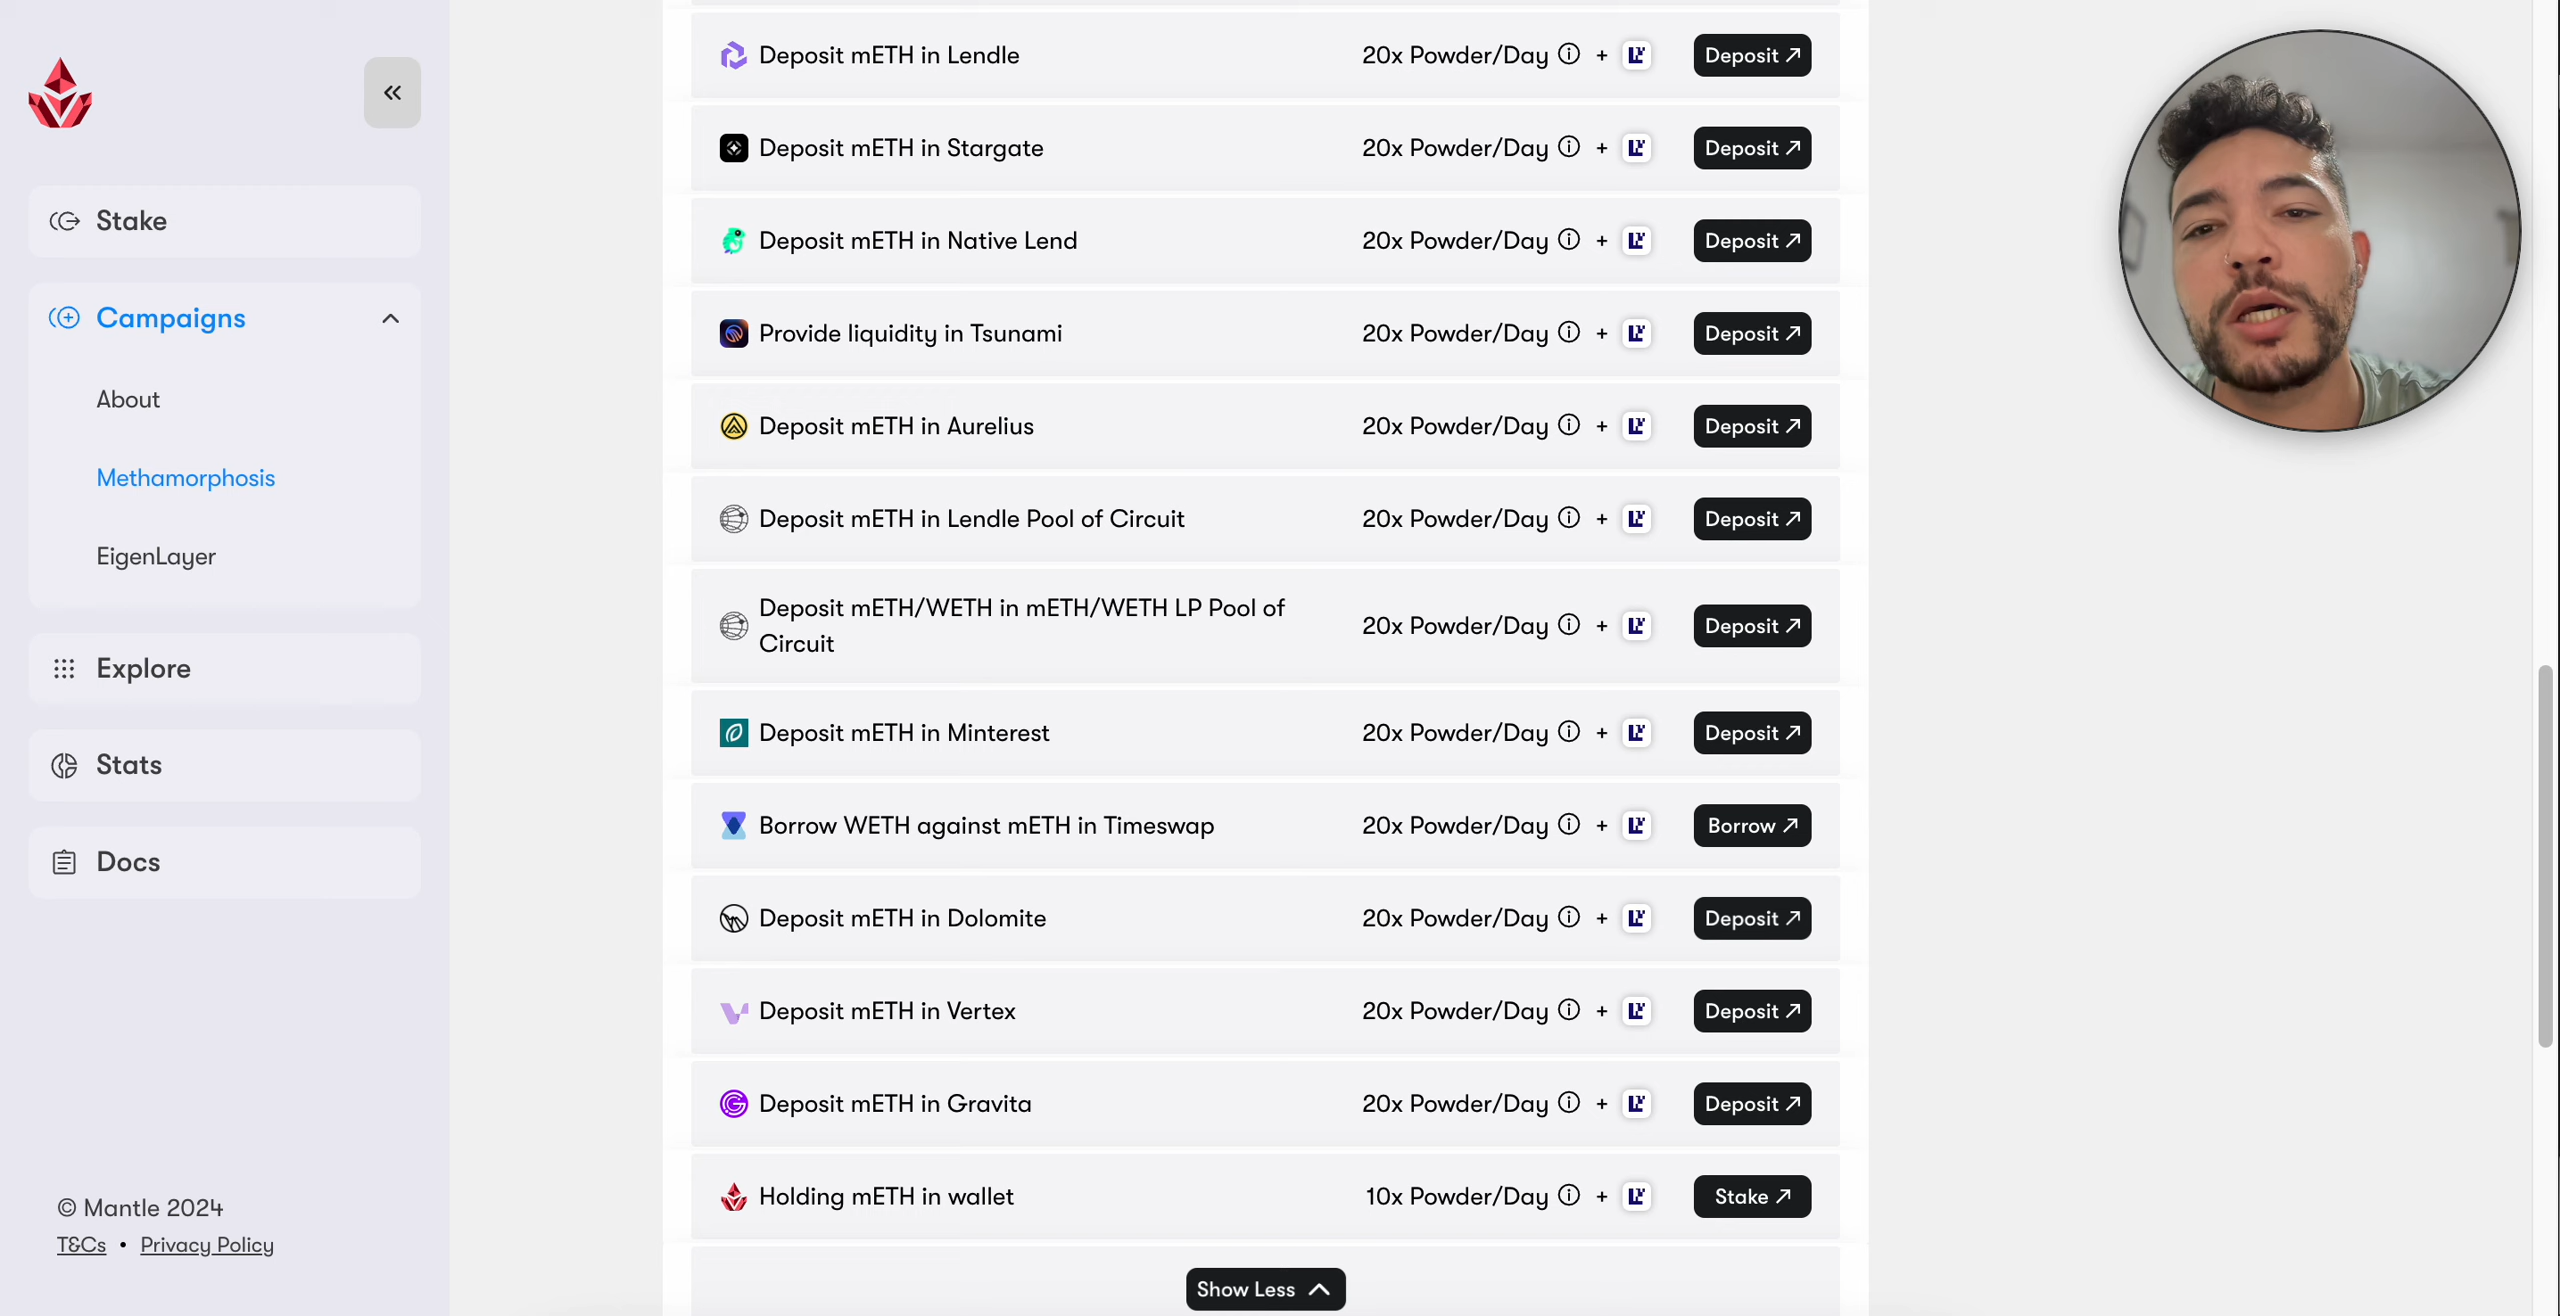 Stake
Campaigns
About
Methamorphosis
EigenLayer
Explore
Stats
Docs
© Mantle 2024
T&Cs • Privacy Policy
Deposit mETH in Lendle 20x Powder/Day + Deposit
Deposit mETH in Stargate 20x Powder/Day + Deposit
Deposit mETH in Native Lend 20x Powder/Day + Deposit
Provide liquidity in Tsunami 20x Powder/Day + Deposit
Deposit mETH in Aurelius 20x Powder/Day + Deposit
Deposit mETH in Lendle Pool of Circuit 20x Powder/Day + Deposit
Deposit mETH/WETH in mETH/WETH LP Pool of
Circuit 20x Powder/Day + Deposit
Deposit mETH in Minterest 20x Powder/Day + Deposit
Borrow WETH against mETH in Timeswap 20x Powder/Day + Borrow
Deposit mETH in Dolomite 20x Powder/Day + Deposit
Deposit mETH in Vertex 20x Powder/Day + Deposit
Deposit mETH in Gravita 20x Powder/Day + Deposit
Holding mETH in wallet 10x Powder/Day + Stake
Show Less